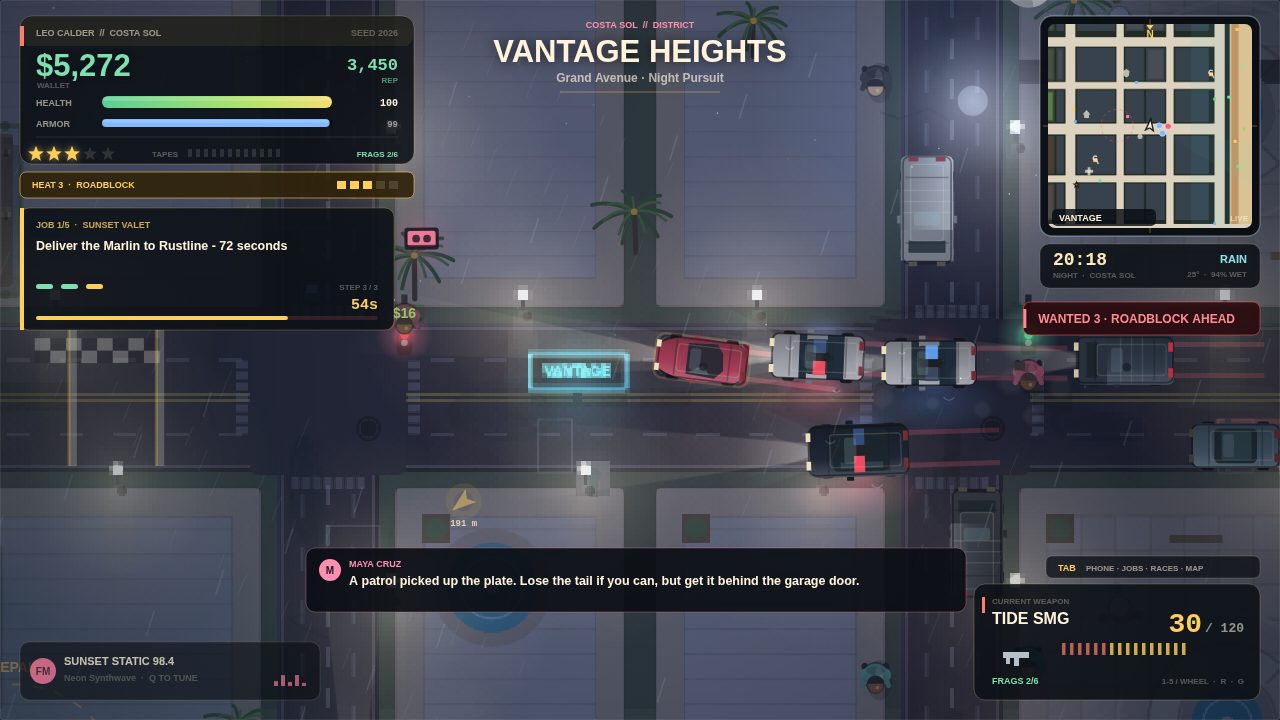 LEO CALDER // COSTA SOL
SEED 2026
$5,272
WALLET
3,450
REP
HEALTH
100
ARMOR
99
TAPES
FRAGS 2/6
HEAT 3 · ROADBLOCK
JOB 1/5 · SUNSET VALET
Deliver the Marlin to Rustline - 72 seconds
STEP 3 / 3
54s
COSTA SOL // DISTRICT
VANTAGE HEIGHTS
Grand Avenue · Night Pursuit
N
VANTAGE
LIVE
20:18
RAIN
NIGHT · COSTA SOL
25° · 94% WET
WANTED 3 · ROADBLOCK AHEAD
$16
VANTAGE
191 m
M
MAYA CRUZ
A patrol picked up the plate. Lose the tail if you can, but get it behind the garage door.
TAB PHONE · JOBS · RACES · MAP
CURRENT WEAPON
TIDE SMG
30 / 120
FRAGS 2/6
1-5 / WHEEL · R · G
FM
SUNSET STATIC 98.4
Neon Synthwave · Q TO TUNE